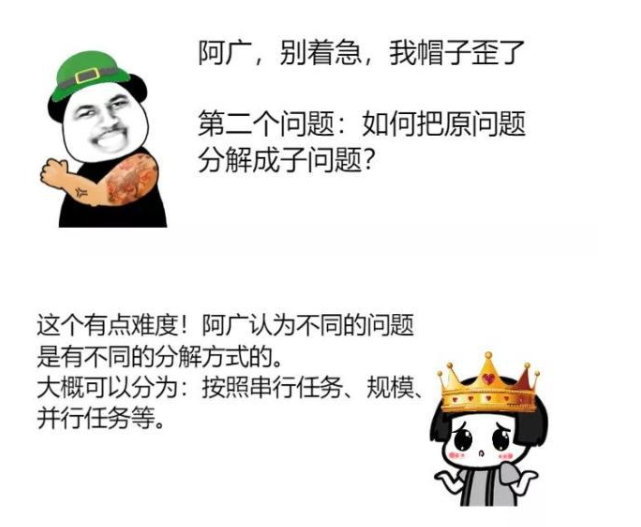 阿广，别着急，我帽子歪了
第二个问题：如何把原问题
分解成子问题？
这个有点难度！阿广认为不同的问题
是有不同的分解方式的。
大概可以分为：按照串行任务、规模、
并行任务等。